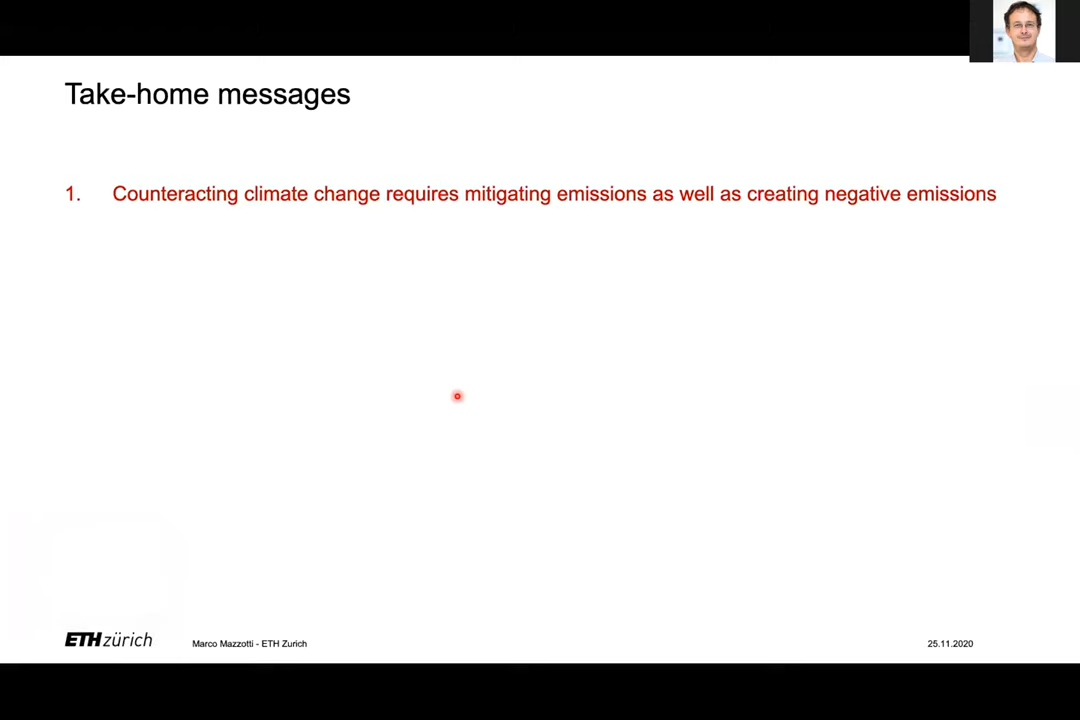 Take-home messages
1. Counteracting climate change requires mitigating emissions as well as creating negative emissions
ETH zürich
Marco Mazzotti - ETH Zurich
25.11.2020